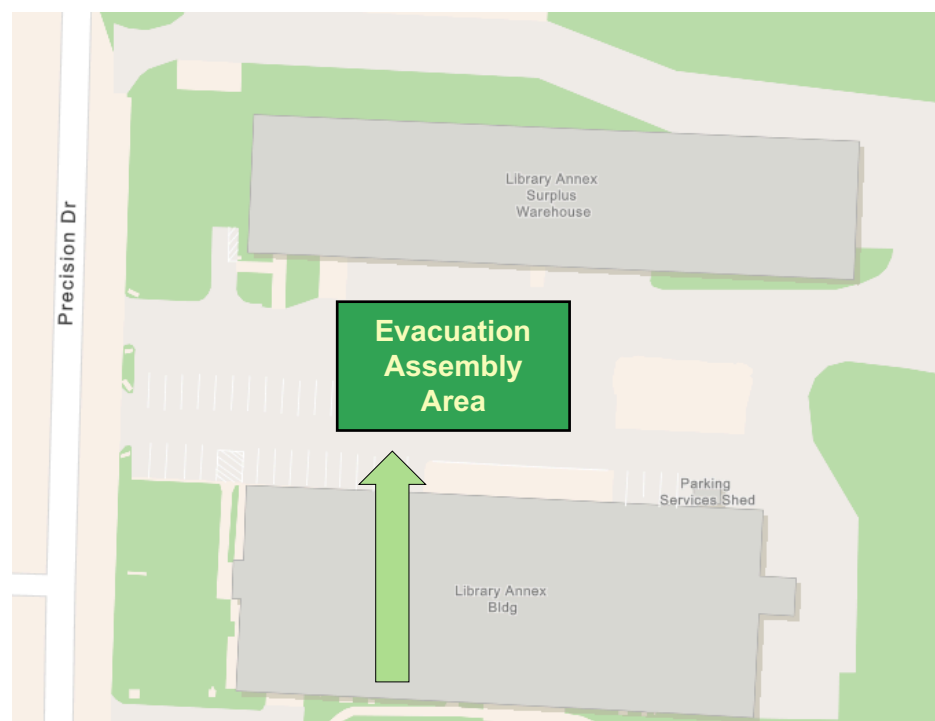 Library Annex
Surplus
Warehouse
Precision Dr
Evacuation
Assembly
Area
Parking
Services Shed
Library Annex
Bldg